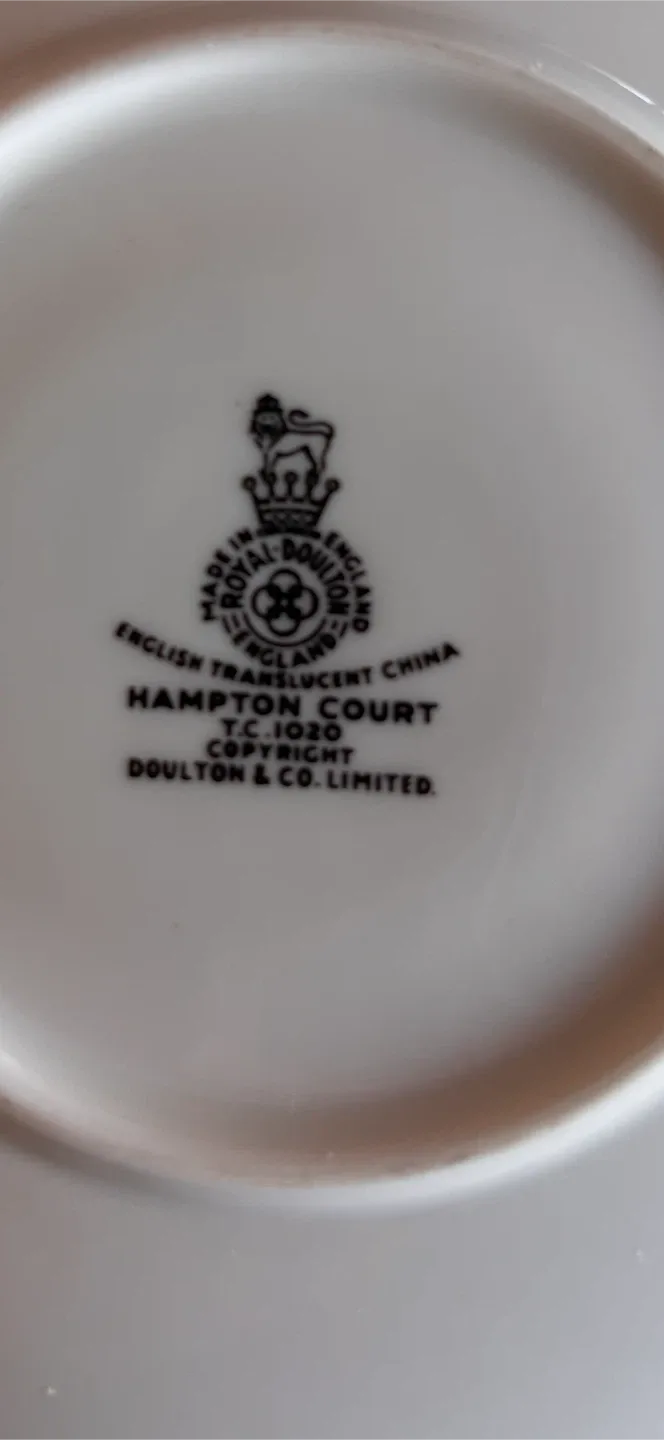 MADE IN ENGLAND
ROYAL·DOULTON
ENGLAND
ENGLISH TRANSLUCENT CHINA
HAMPTON COURT
T.C.1020
COPYRIGHT
DOULTON & CO. LIMITED.